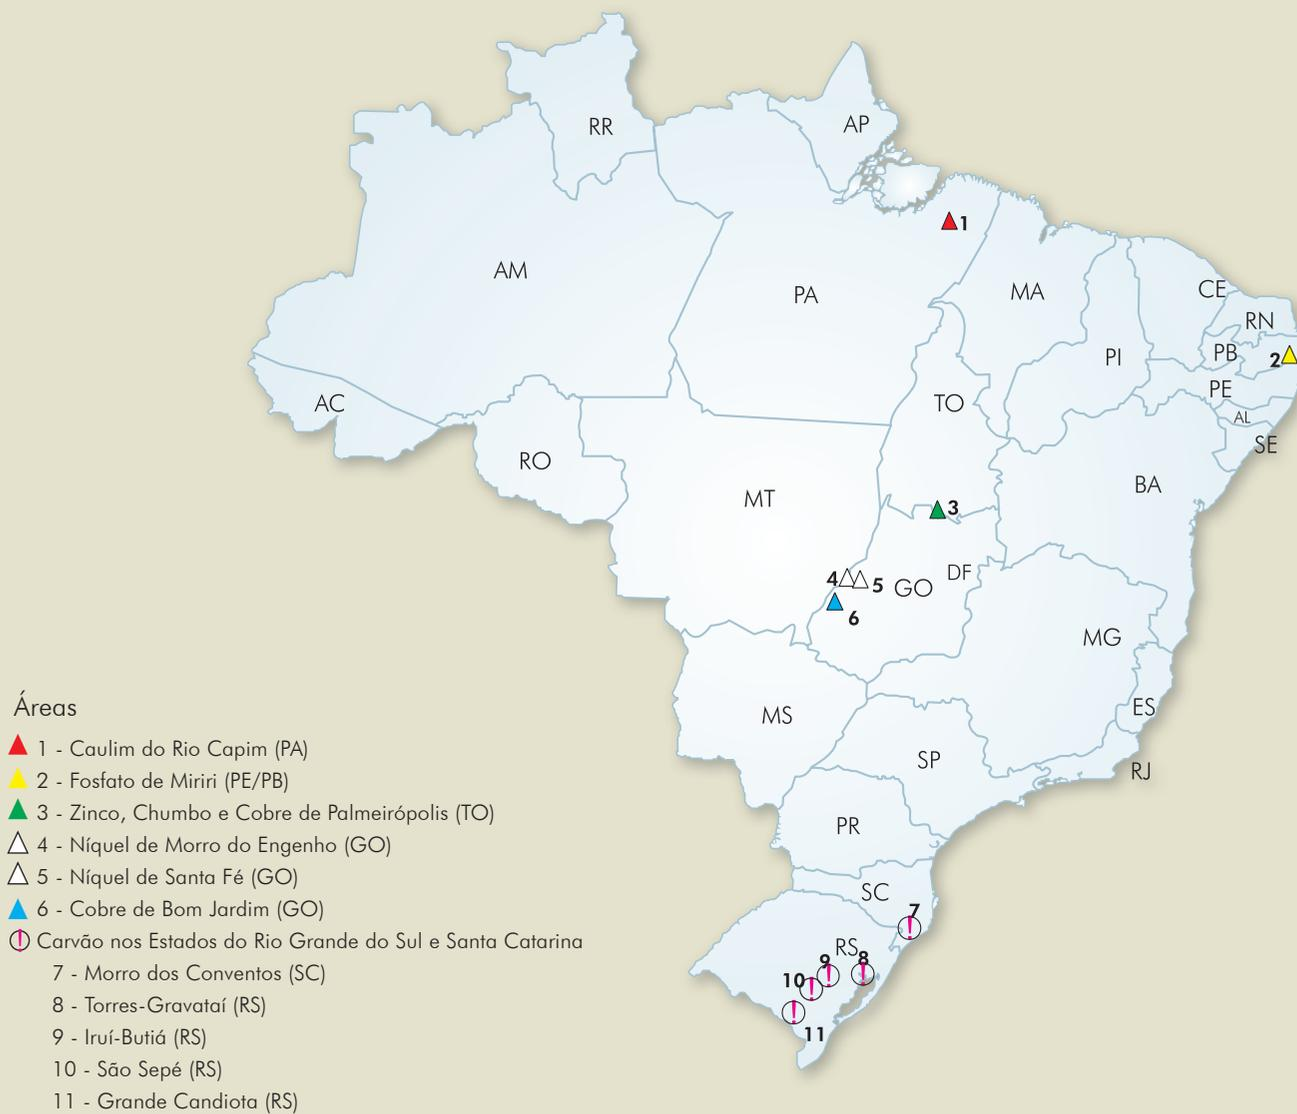 RR
AP
1
AM
PA
MA
CE
RN
PI
PB
2
PE
AC
TO
AL
SE
RO
BA
MT
3
DF
4
5
GO
6
MG
ES
MS
SP
RJ
PR
SC
7
RS
9
8
10
11
Áreas
1 - Caulim do Rio Capim (PA)
2 - Fosfato de Miriri (PE/PB)
3 - Zinco, Chumbo e Cobre de Palmeirópolis (TO)
4 - Níquel de Morro do Engenho (GO)
5 - Níquel de Santa Fé (GO)
6 - Cobre de Bom Jardim (GO)
! Carvão nos Estados do Rio Grande do Sul e Santa Catarina
7 - Morro dos Conventos (SC)
8 - Torres-Gravataí (RS)
9 - Iruí-Butiá (RS)
10 - São Sepé (RS)
11 - Grande Candiota (RS)